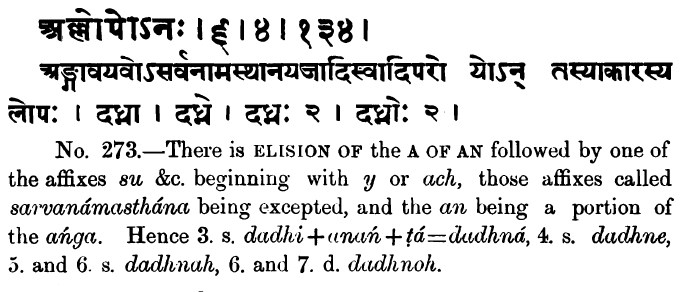 अल्लोपोऽनः । ६ । ४ । १३४ ।
अङ्गावयवोऽसर्वनामस्थानयजादिस्वादिपरो योऽन् तस्याकारस्य
लोपः । दध्ना । दध्ने । दध्नः २ । दध्नोः २ ।
No. 273.—There is ELISION OF the A OF AN followed by one of
the affixes su &c. beginning with y or ach, those affixes called
sarvanámasthána being excepted, and the an being a portion of
the aṅga. Hence 3. s. dadhi+anaṅ+ṭá=dadhná, 4. s. dadhne,
5. and 6. s. dadhnah, 6. and 7. d. dadhnoh.